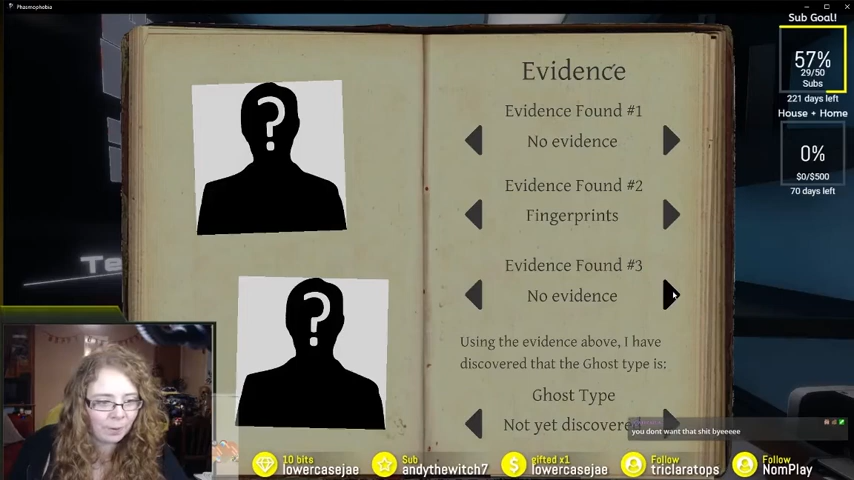 Phasmophobia
Sub Goal!
57%
29/50
Subs
221 days left
House + Home
0%
$0/$500
70 days left
?
?
Evidence
Evidence Found #1
No evidence
Evidence Found #2
Fingerprints
Evidence Found #3
No evidence
Using the evidence above, I have
discovered that the Ghost type is:
Ghost Type
Not yet discovered
Te
you dont want that shit byeeeee
10 bits
lowercasejae
Sub
andythewitch7
gifted x1
lowercasejae
Follow
triclaratops
Follow
NomPlay